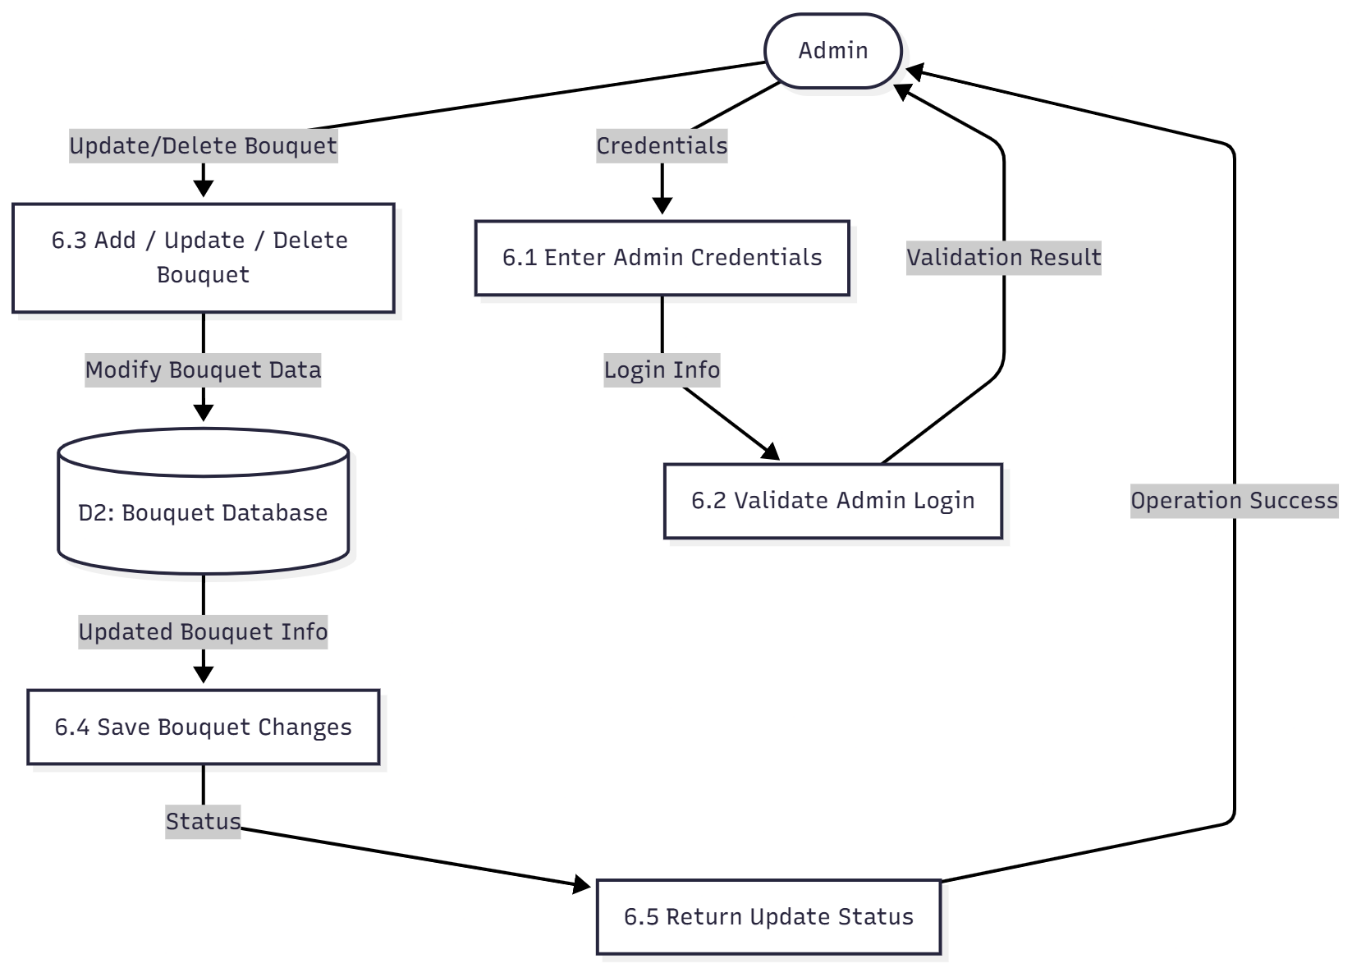 Admin
Update/Delete Bouquet
Credentials
6.3 Add / Update / Delete
Bouquet
6.1 Enter Admin Credentials
Validation Result
Modify Bouquet Data
Login Info
D2: Bouquet Database
6.2 Validate Admin Login
Operation Success
Updated Bouquet Info
6.4 Save Bouquet Changes
Status
6.5 Return Update Status